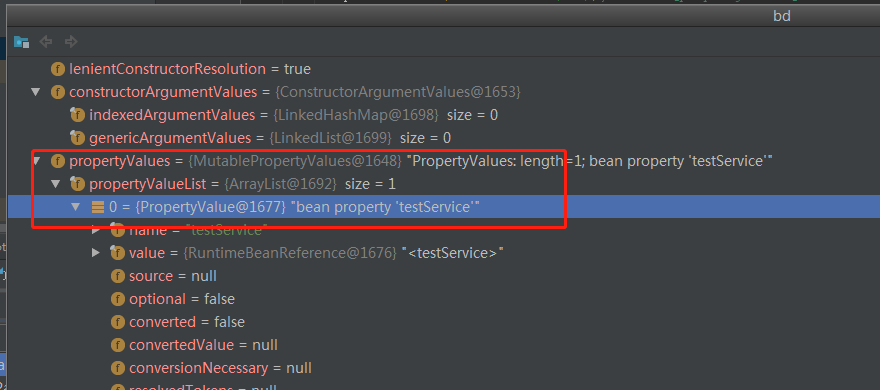 bd
lenientConstructorResolution = true
constructorArgumentValues = {ConstructorArgumentValues@1653}
indexedArgumentValues = {LinkedHashMap@1698} size = 0
genericArgumentValues = {LinkedList@1699} size = 0
propertyValues = {MutablePropertyValues@1648} "PropertyValues: length=1; bean property 'testService'"
propertyValueList = {ArrayList@1692} size = 1
0 = {PropertyValue@1677} "bean property 'testService'"
name = "testService"
value = {RuntimeBeanReference@1676} "<testService>"
source = null
optional = false
converted = false
convertedValue = null
conversionNecessary = null
resolvedTokens = null